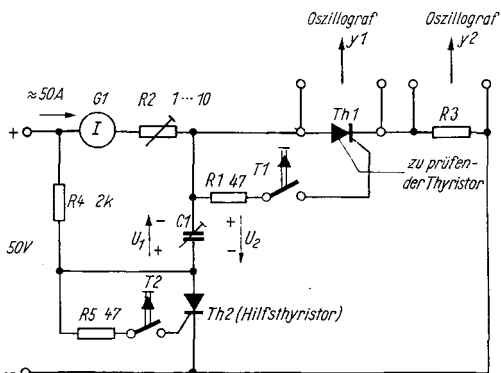 Oszillograf
y1
Oszillograf
y2
≈50A
G1
R2
1···10
I
Th1
R3
+
T1
zu prüfen-
der Thyristor
R1 47
R4 2k
C1
U1
−
+
+
−
U2
50V
T2
R5 47
Th2 (Hilfsthyristor)
−